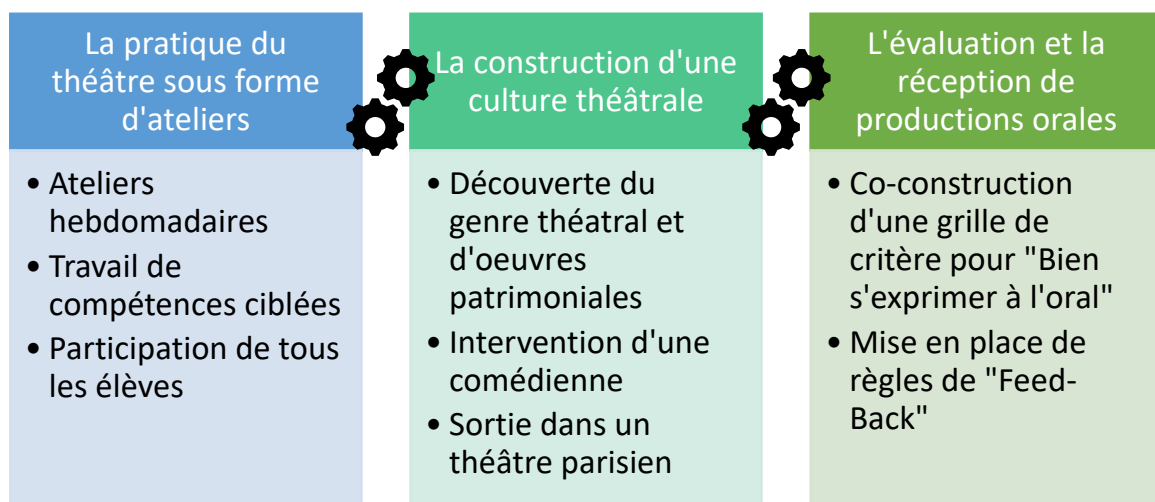 La pratique du
théâtre sous forme
d'ateliers
• Ateliers
hebdomadaires
• Travail de
compétences ciblées
• Participation de tous
les élèves
La construction d'une
culture théâtrale
• Découverte du
genre théatral et
d'oeuvres
patrimoniales
• Intervention d'une
comédienne
• Sortie dans un
théâtre parisien
L'évaluation et la
réception de
productions orales
• Co-construction
d'une grille de
critère pour "Bien
s'exprimer à l'oral"
• Mise en place de
règles de "Feed-
Back"